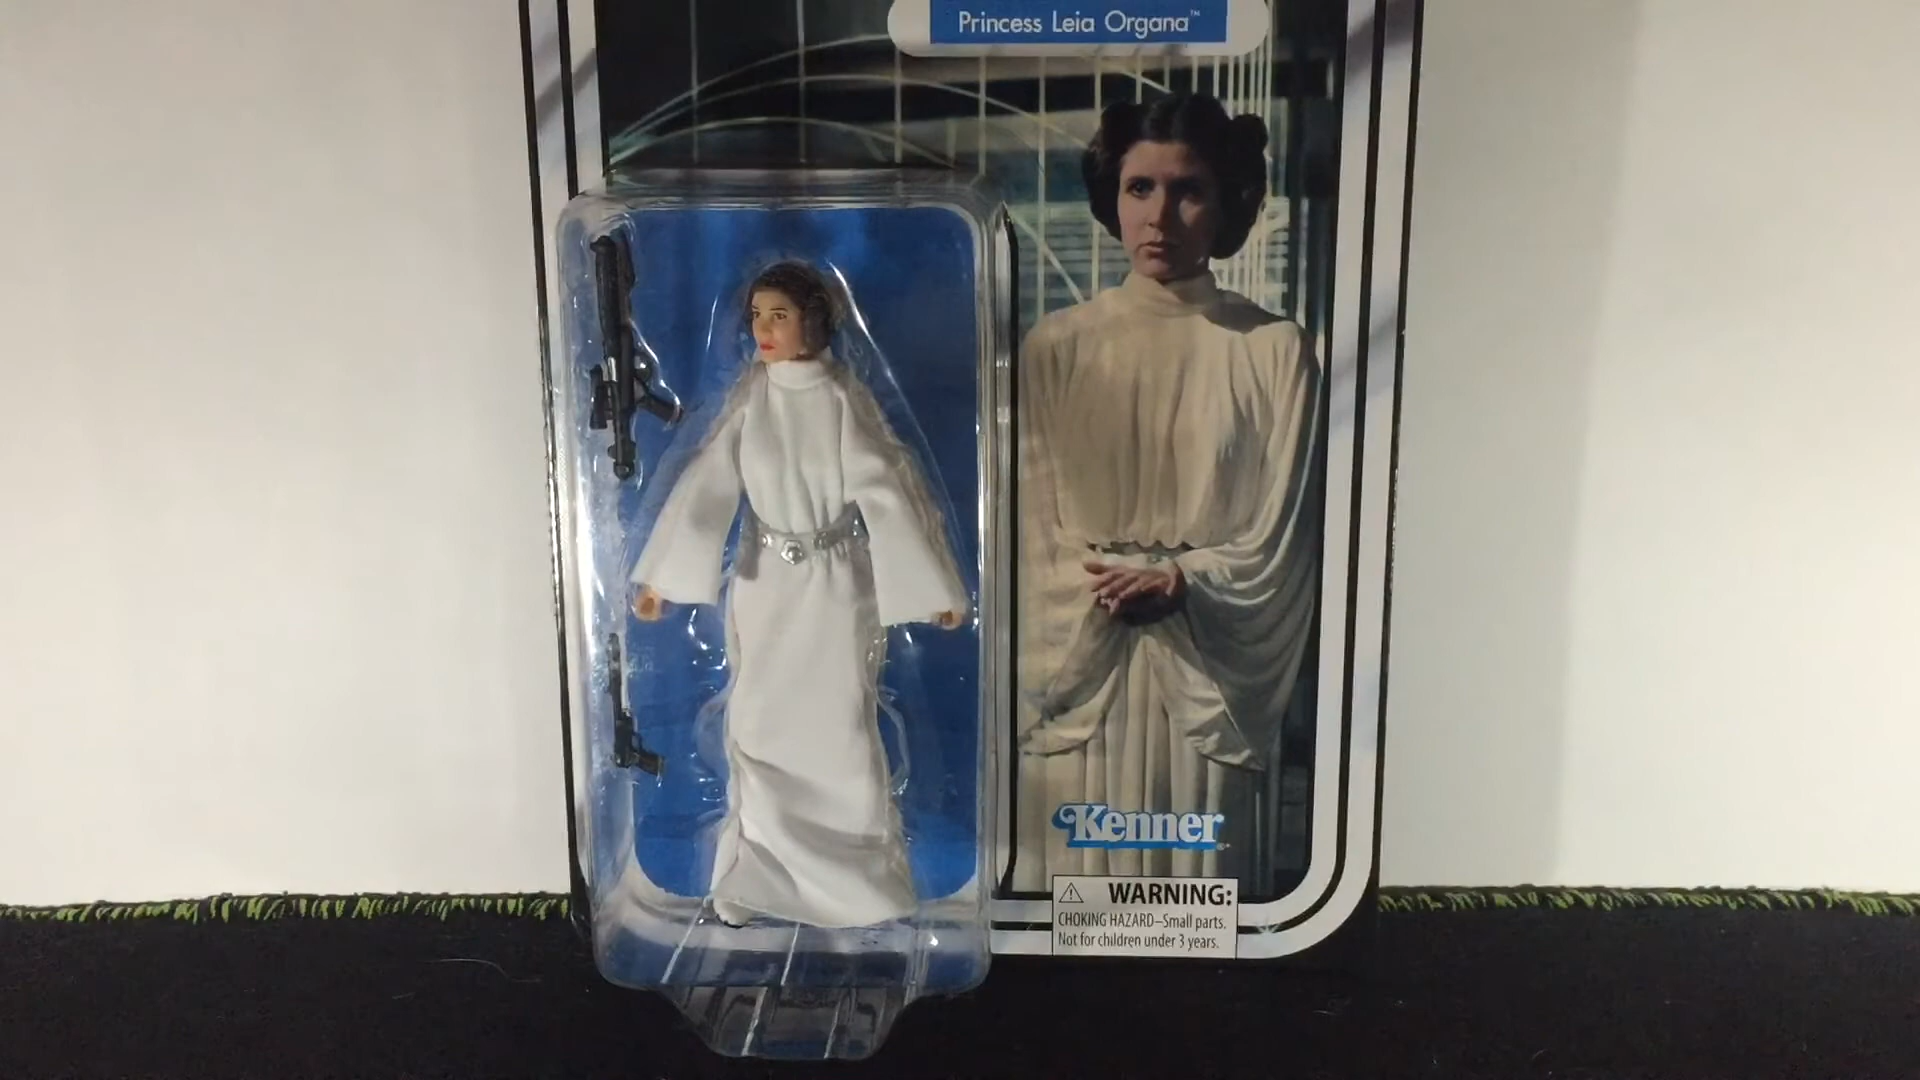 Princess Leia Organa™
Kenner®
WARNING:
CHOKING HAZARD–Small parts.
Not for children under 3 years.